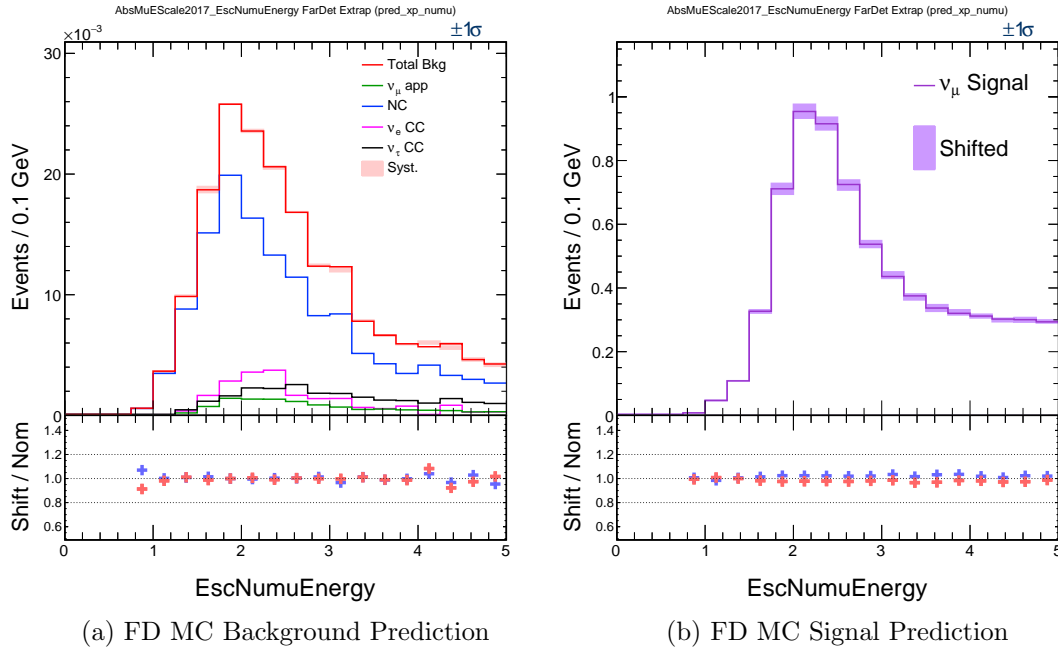 AbsMuEScale2017_EscNumuEnergy FarDet Extrap (pred_xp_numu)
±1σ
×10⁻³
30
20
10
0
Events / 0.1 GeV
Total Bkg
νμ app
NC
νe CC
ντ CC
Syst.
1.4
1.2
1.0
0.8
0.6
Shift / Nom
0 1 2 3 4 5
EscNumuEnergy
(a) FD MC Background Prediction
AbsMuEScale2017_EscNumuEnergy FarDet Extrap (pred_xp_numu)
±1σ
1
0.8
0.6
0.4
0.2
0
Events / 0.1 GeV
νμ Signal
Shifted
1.4
1.2
1.0
0.8
0.6
Shift / Nom
0 1 2 3 4 5
EscNumuEnergy
(b) FD MC Signal Prediction